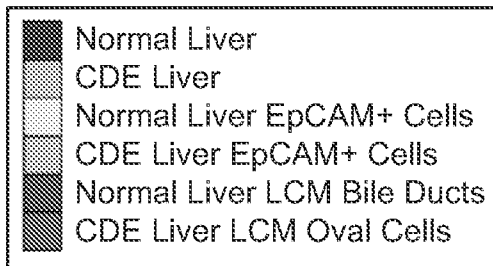 Normal Liver
CDE Liver
Normal Liver EpCAM+ Cells
CDE Liver EpCAM+ Cells
Normal Liver LCM Bile Ducts
CDE Liver LCM Oval Cells